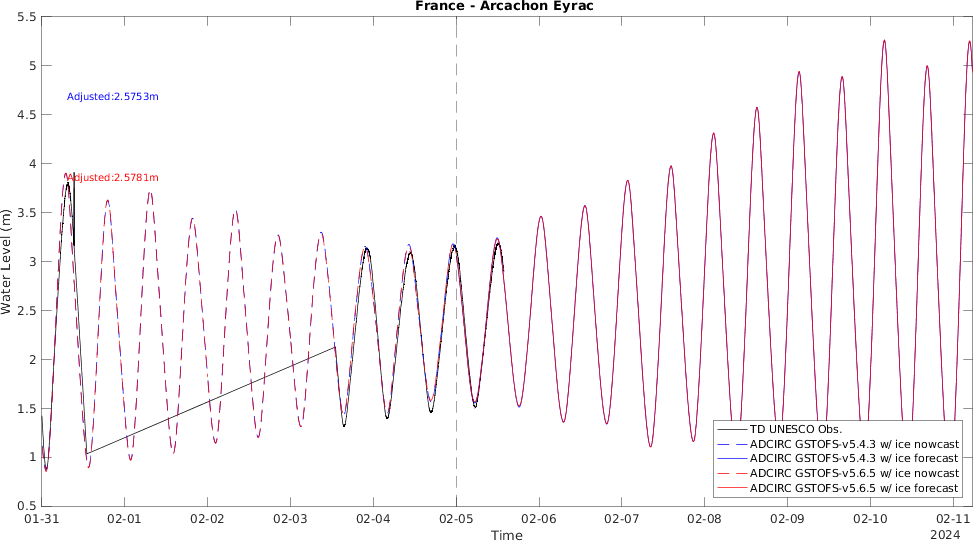 France - Arcachon Eyrac
5.5
5
4.5
4
3.5
3
2.5
2
1.5
1
0.5
Water Level (m)
Adjusted:2.5753m
Adjusted:2.5781m
TD UNESCO Obs.
ADCIRC GSTOFS-v5.4.3 w/ ice nowcast
ADCIRC GSTOFS-v5.4.3 w/ ice forecast
ADCIRC GSTOFS-v5.6.5 w/ ice nowcast
ADCIRC GSTOFS-v5.6.5 w/ ice forecast
01-31 02-01 02-02 02-03 02-04 02-05 02-06 02-07 02-08 02-09 02-10 02-11
Time
2024